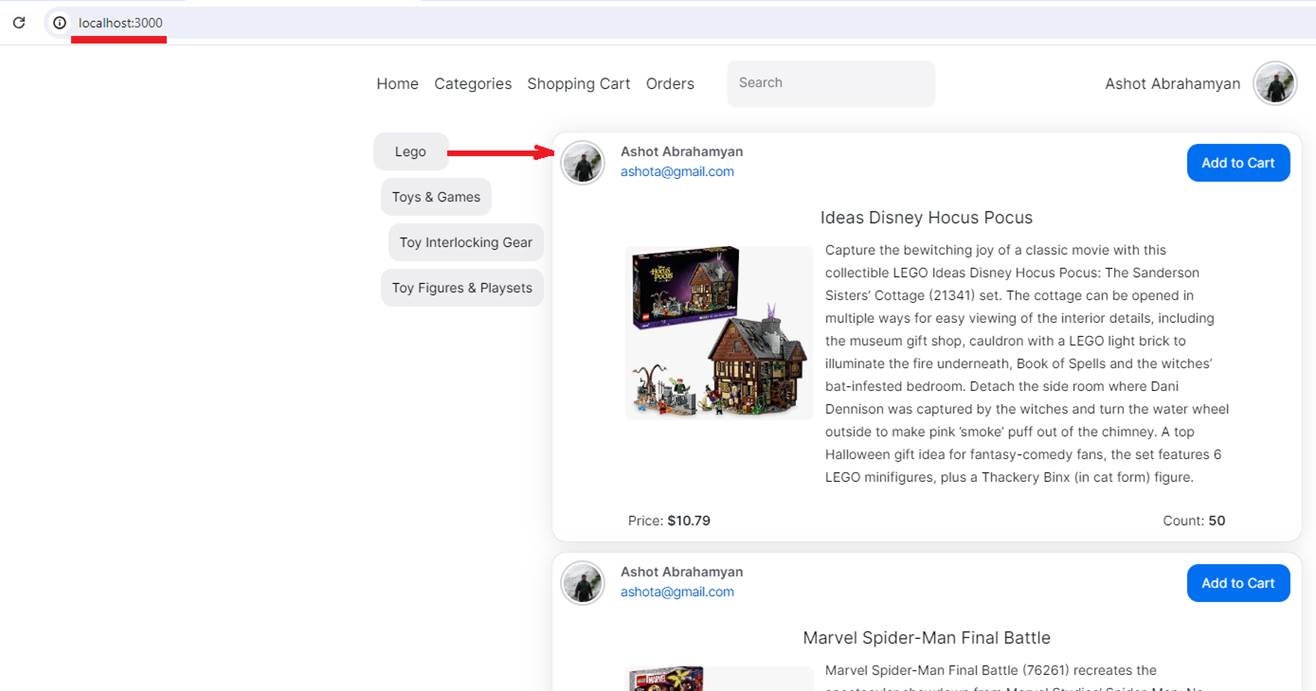 localhost:3000
Home Categories Shopping Cart Orders Search Ashot Abrahamyan
Lego
Toys & Games
Toy Interlocking Gear
Toy Figures & Playsets
Ashot Abrahamyan
ashota@gmail.com
Add to Cart
Ideas Disney Hocus Pocus
HOCUS
POCUS
Capture the bewitching joy of a classic movie with this
collectible LEGO Ideas Disney Hocus Pocus: The Sanderson
Sisters’ Cottage (21341) set. The cottage can be opened in
multiple ways for easy viewing of the interior details, including
the museum gift shop, cauldron with a LEGO light brick to
illuminate the fire underneath, Book of Spells and the witches’
bat-infested bedroom. Detach the side room where Dani
Dennison was captured by the witches and turn the water wheel
outside to make pink ’smoke’ puff out of the chimney. A top
Halloween gift idea for fantasy-comedy fans, the set features 6
LEGO minifigures, plus a Thackery Binx (in cat form) figure.
Price: $10.79
Count: 50
Ashot Abrahamyan
ashota@gmail.com
Add to Cart
Marvel Spider-Man Final Battle
MARVEL
Marvel Spider-Man Final Battle (76261) recreates the